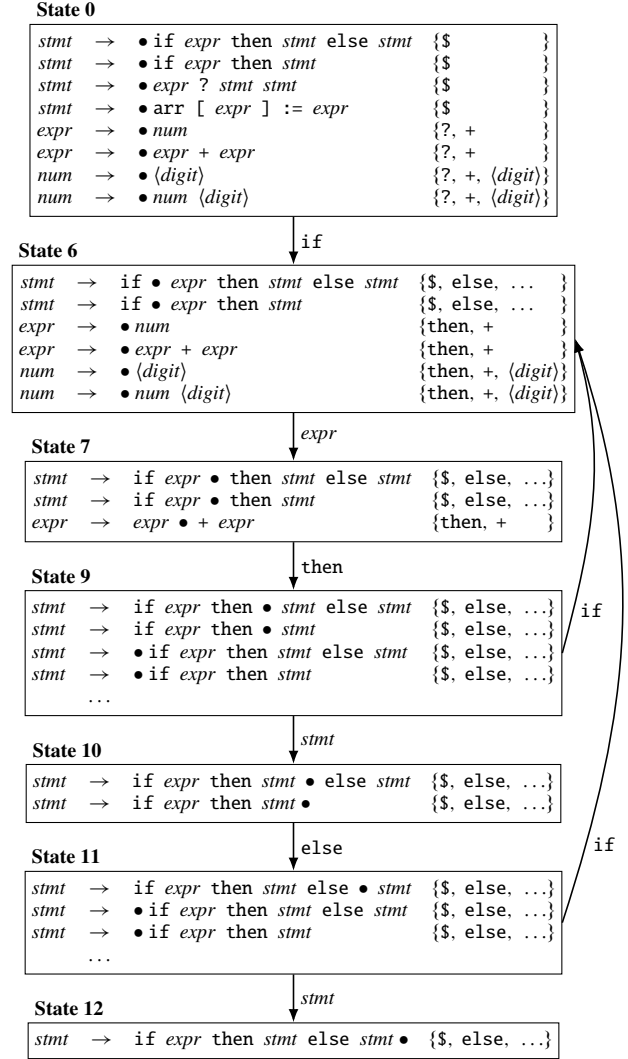 State 0
stmt → • if expr then stmt else stmt {$ }
stmt → • if expr then stmt {$ }
stmt → • expr ? stmt stmt {$ }
stmt → • arr [ expr ] := expr {$ }
expr → • num {?, + }
expr → • expr + expr {?, + }
num → • ⟨digit⟩ {?, +, ⟨digit⟩}
num → • num ⟨digit⟩ {?, +, ⟨digit⟩}
if
State 6
stmt → if • expr then stmt else stmt {$, else, ... }
stmt → if • expr then stmt {$, else, ... }
expr → • num {then, + }
expr → • expr + expr {then, + }
num → • ⟨digit⟩ {then, +, ⟨digit⟩}
num → • num ⟨digit⟩ {then, +, ⟨digit⟩}
expr
State 7
stmt → if expr • then stmt else stmt {$, else, ...}
stmt → if expr • then stmt {$, else, ...}
expr → expr • + expr {then, + }
then
State 9
stmt → if expr then • stmt else stmt {$, else, ...}
stmt → if expr then • stmt {$, else, ...}
stmt → • if expr then stmt else stmt {$, else, ...}
stmt → • if expr then stmt {$, else, ...}
...
if
stmt
State 10
stmt → if expr then stmt • else stmt {$, else, ...}
stmt → if expr then stmt • {$, else, ...}
else
if
State 11
stmt → if expr then stmt else • stmt {$, else, ...}
stmt → • if expr then stmt else stmt {$, else, ...}
stmt → • if expr then stmt {$, else, ...}
...
stmt
State 12
stmt → if expr then stmt else stmt • {$, else, ...}